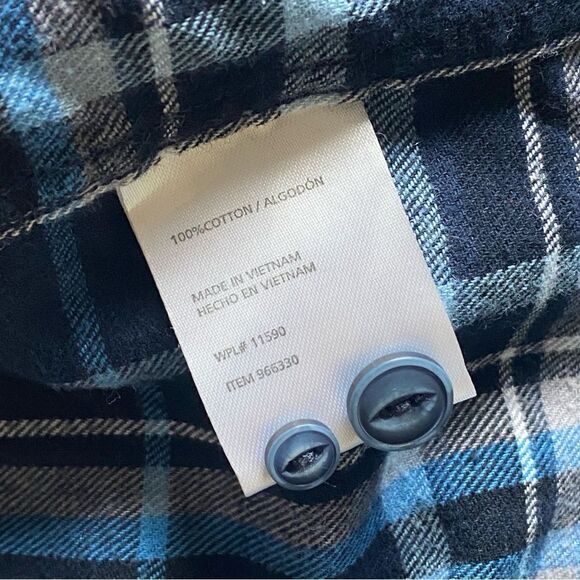 100%COTTON / ALGODÓN
MADE IN VIETNAM
HECHO EN VIETNAM
WPL# 11590
ITEM 966330